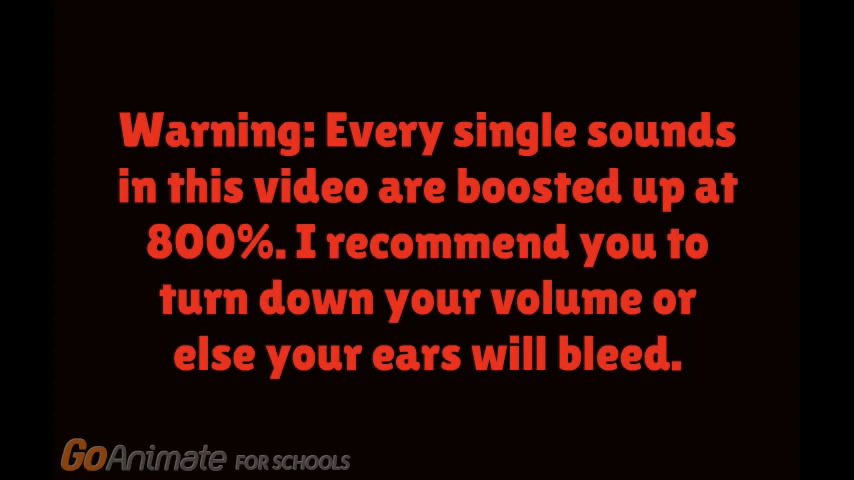 Warning: Every single sounds
in this video are boosted up at
800%. I recommend you to
turn down your volume or
else your ears will bleed.
GoAnimate FOR SCHOOLS